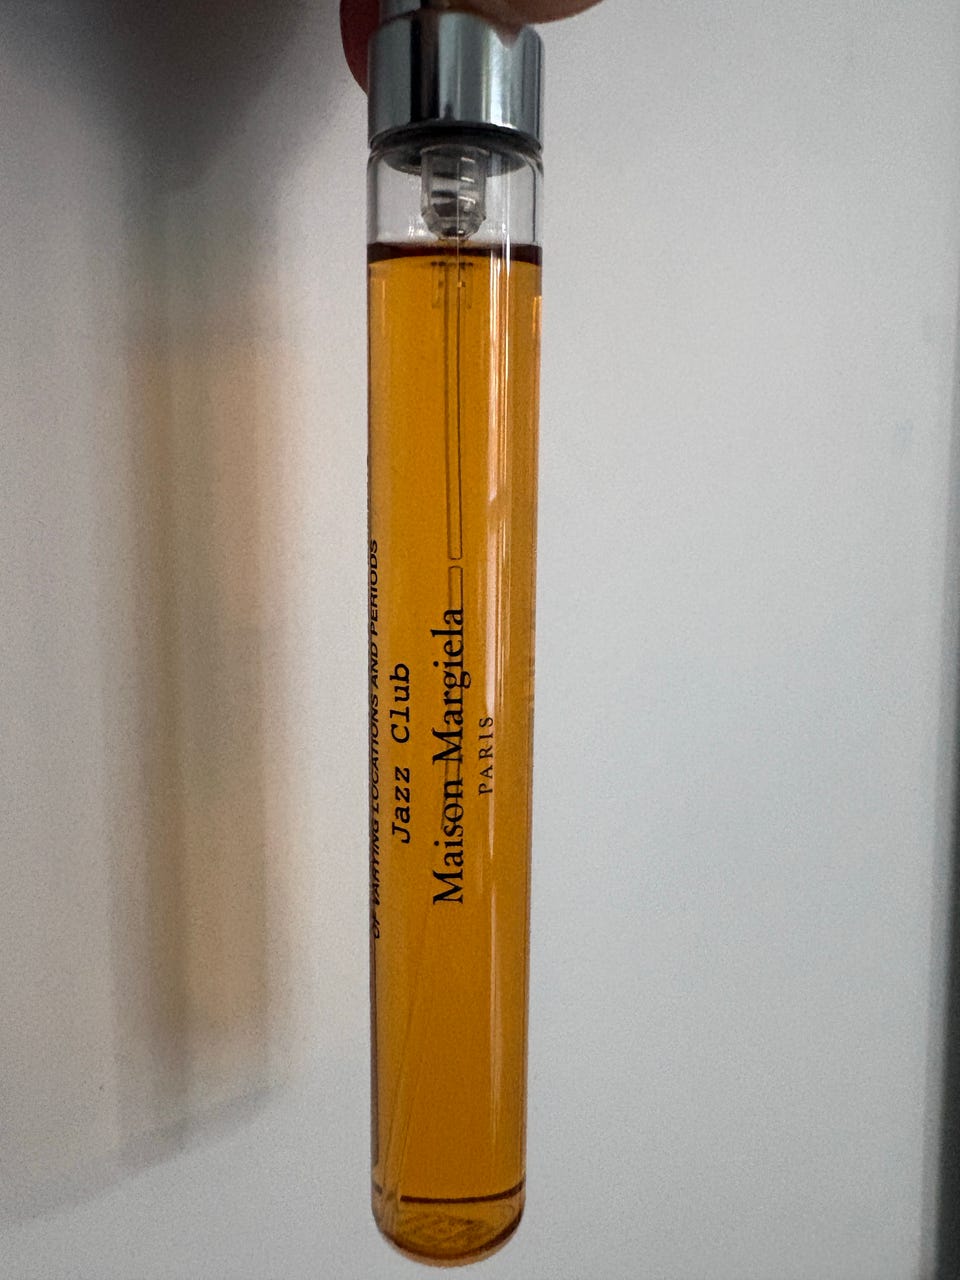 OF VARYING LOCATIONS AND PERIODS
Jazz Club
Maison Margiela
PARIS